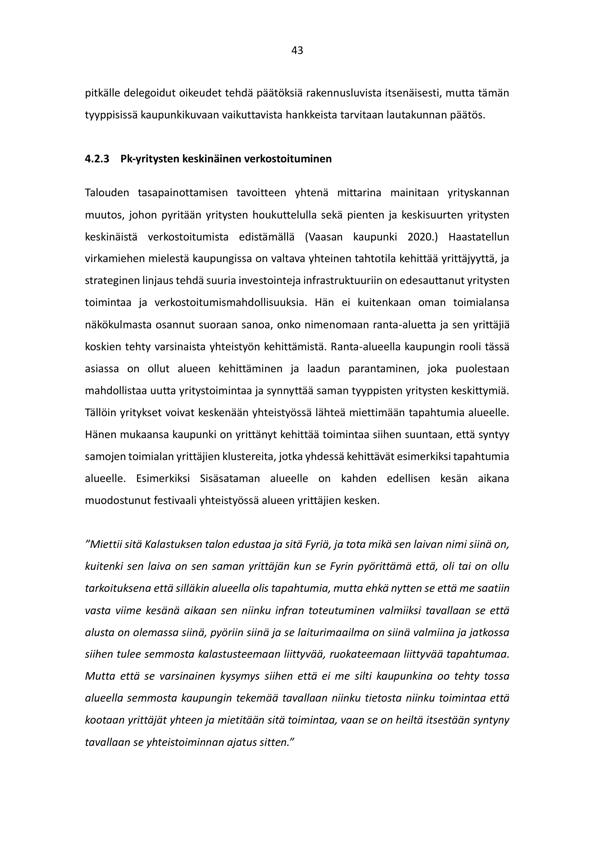 43
pitkälle delegoidut oikeudet tehdä päätöksiä rakennusluvista itsenäisesti, mutta tämän
tyyppisissä kaupunkikuvaan vaikuttavista hankkeista tarvitaan lautakunnan päätös.
4.2.3 Pk-yritysten keskinäinen verkostoituminen
Talouden tasapainottamisen tavoitteen yhtenä mittarina mainitaan yrityskannan
muutos, johon pyritään yritysten houkuttelulla sekä pienten ja keskisuurten yritysten
keskinäistä verkostoitumista edistämällä (Vaasan kaupunki 2020.) Haastatellun
virkamiehen mielestä kaupungissa on valtava yhteinen tahtotila kehittää yrittäjyyttä, ja
strateginen linjaus tehdä suuria investointeja infrastruktuuriin on edesauttanut yritysten
toimintaa ja verkostoitumismahdollisuuksia. Hän ei kuitenkaan oman toimialansa
näkökulmasta osannut suoraan sanoa, onko nimenomaan ranta-aluetta ja sen yrittäjiä
koskien tehty varsinaista yhteistyön kehittämistä. Ranta-alueella kaupungin rooli tässä
asiassa on ollut alueen kehittäminen ja laadun parantaminen, joka puolestaan
mahdollistaa uutta yritystoimintaa ja synnyttää saman tyyppisten yritysten keskittymiä.
Tällöin yritykset voivat keskenään yhteistyössä lähteä miettimään tapahtumia alueelle.
Hänen mukaansa kaupunki on yrittänyt kehittää toimintaa siihen suuntaan, että syntyy
samojen toimialan yrittäjien klustereita, jotka yhdessä kehittävät esimerkiksi tapahtumia
alueelle. Esimerkiksi Sisäsataman alueelle on kahden edellisen kesän aikana
muodostunut festivaali yhteistyössä alueen yrittäjien kesken.
”Miettii sitä Kalastuksen talon edustaa ja sitä Fyriä, ja tota mikä sen laivan nimi siinä on,
kuitenki sen laiva on sen saman yrittäjän kun se Fyrin pyörittämä että, oli tai on ollu
tarkoituksena että silläkin alueella olis tapahtumia, mutta ehkä nytten se että me saatiin
vasta viime kesänä aikaan sen niinku infran toteutuminen valmiiksi tavallaan se että
alusta on olemassa siinä, pyöriin siinä ja se laiturimaailma on siinä valmiina ja jatkossa
siihen tulee semmosta kalastusteemaan liittyvää, ruokateemaan liittyvää tapahtumaa.
Mutta että se varsinainen kysymys siihen että ei me silti kaupunkina oo tehty tossa
alueella semmosta kaupungin tekemää tavallaan niinku tietosta niinku toimintaa että
kootaan yrittäjät yhteen ja mietitään sitä toimintaa, vaan se on heiltä itsestään syntyny
tavallaan se yhteistoiminnan ajatus sitten.”